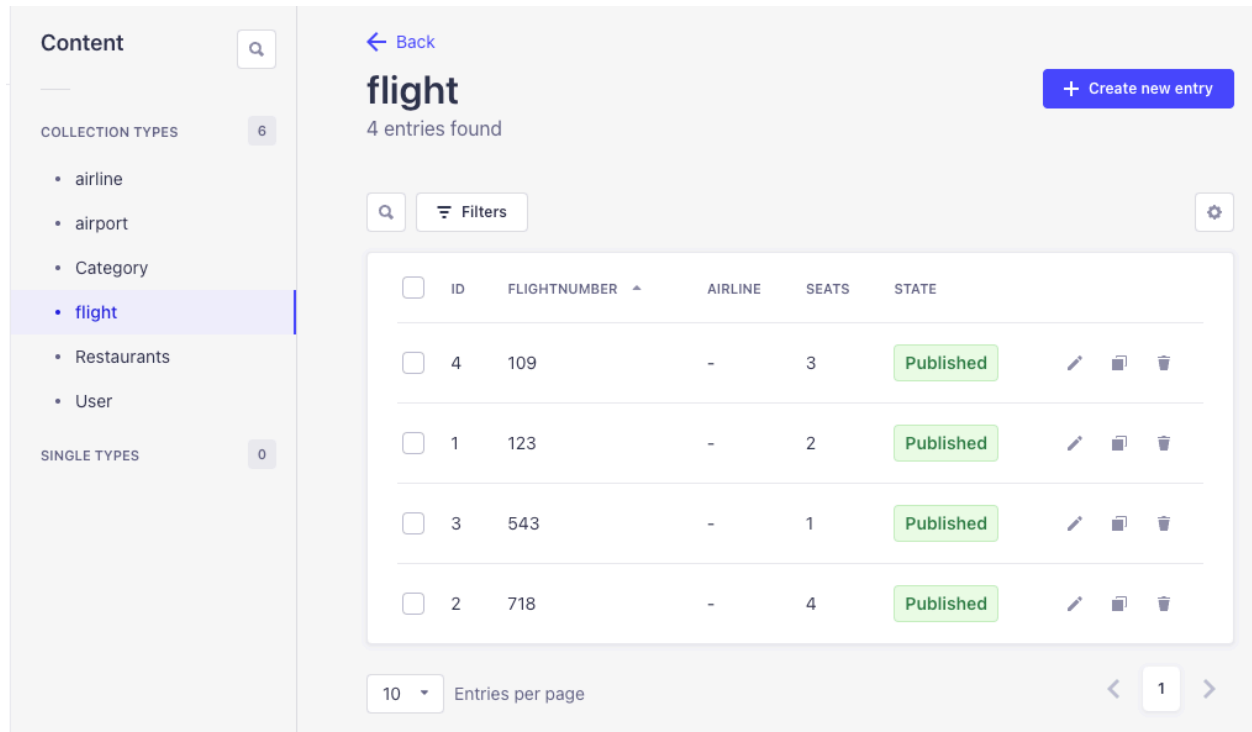 Content
COLLECTION TYPES 6
• airline
• airport
• Category
• flight
• Restaurants
• User
SINGLE TYPES 0
← Back
flight
4 entries found
+ Create new entry
Filters
ID FLIGHTNUMBER AIRLINE SEATS STATE
4 109 - 3 Published
1 123 - 2 Published
3 543 - 1 Published
2 718 - 4 Published
10 Entries per page
1